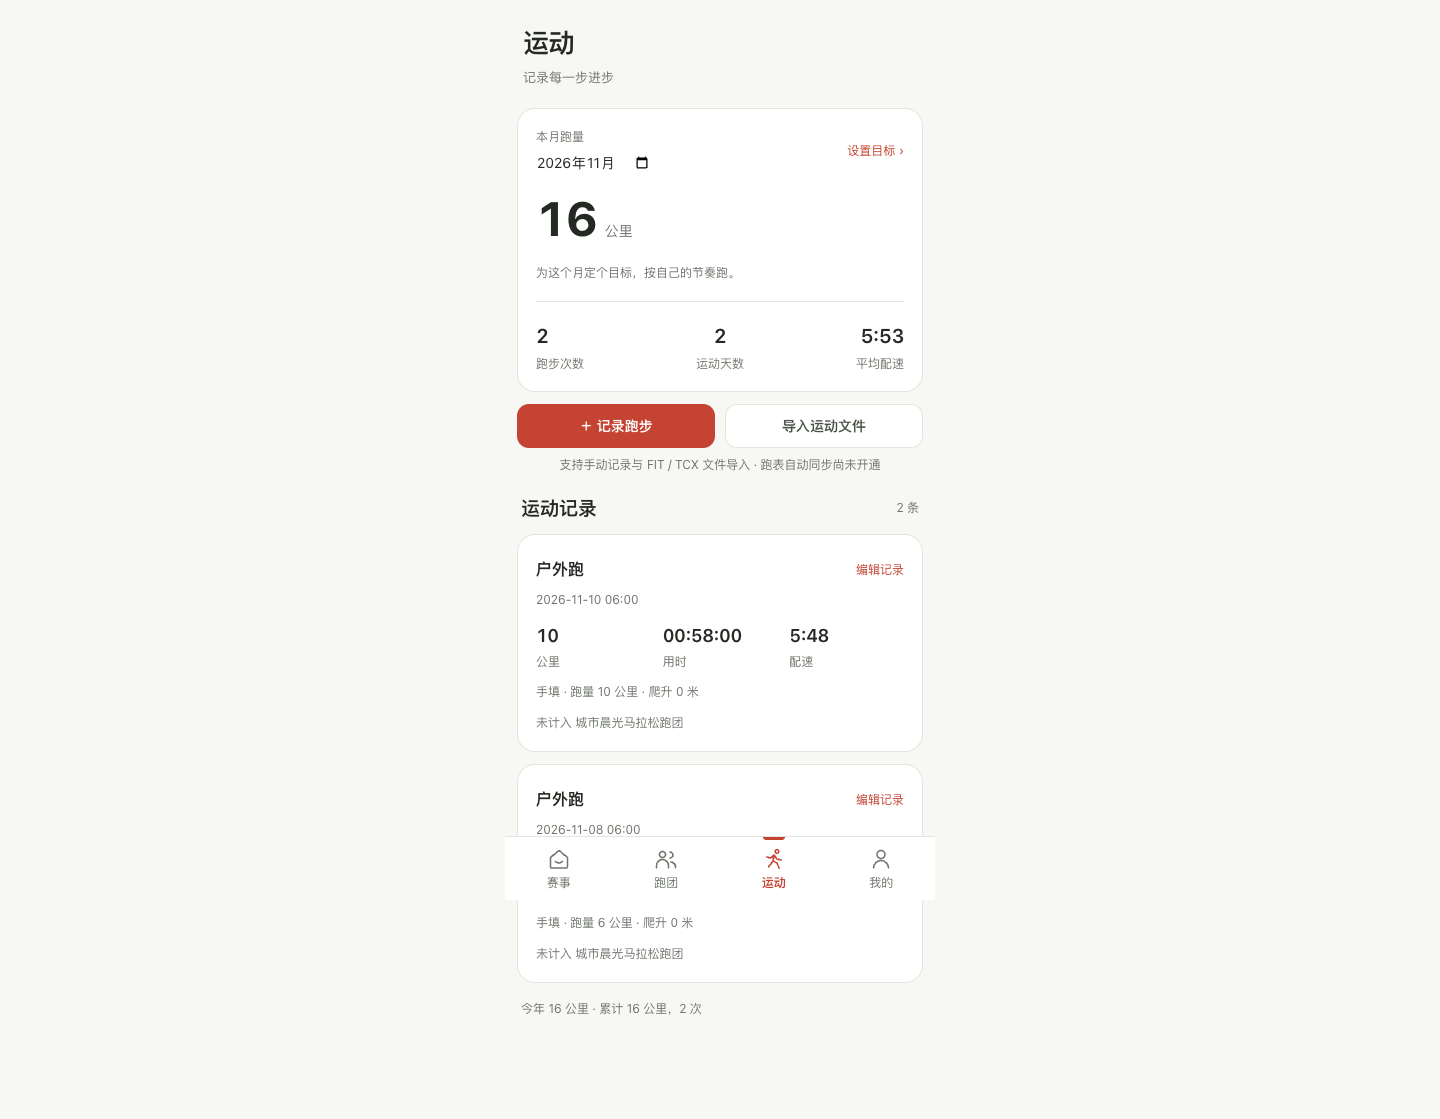 运动
记录每一步进步
本月跑量
设置目标 ›
2026年11月
16 公里
为这个月定个目标，按自己的节奏跑。
2 2 5:53
跑步次数 运动天数 平均配速
+ 记录跑步 导入运动文件
支持手动记录与 FIT / TCX 文件导入 · 跑表自动同步尚未开通
运动记录 2 条
户外跑 编辑记录
2026-11-10 06:00
10 00:58:00 5:48
公里 用时 配速
手填 · 跑量 10 公里 · 爬升 0 米
未计入 城市晨光马拉松跑团
户外跑 编辑记录
2026-11-08 06:00
赛事 跑团 运动 我的
手填 · 跑量 6 公里 · 爬升 0 米
未计入 城市晨光马拉松跑团
今年 16 公里 · 累计 16 公里，2 次